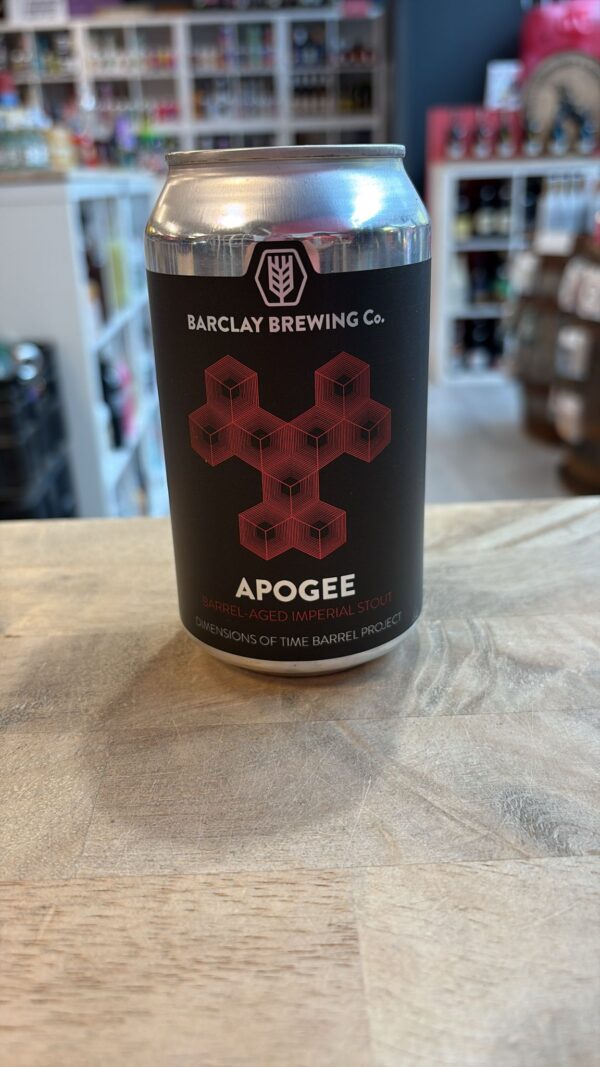 BARCLAY BREWING Co.
APOGEE
BARREL-AGED IMPERIAL STOUT
DIMENSIONS OF TIME BARREL PROJECT